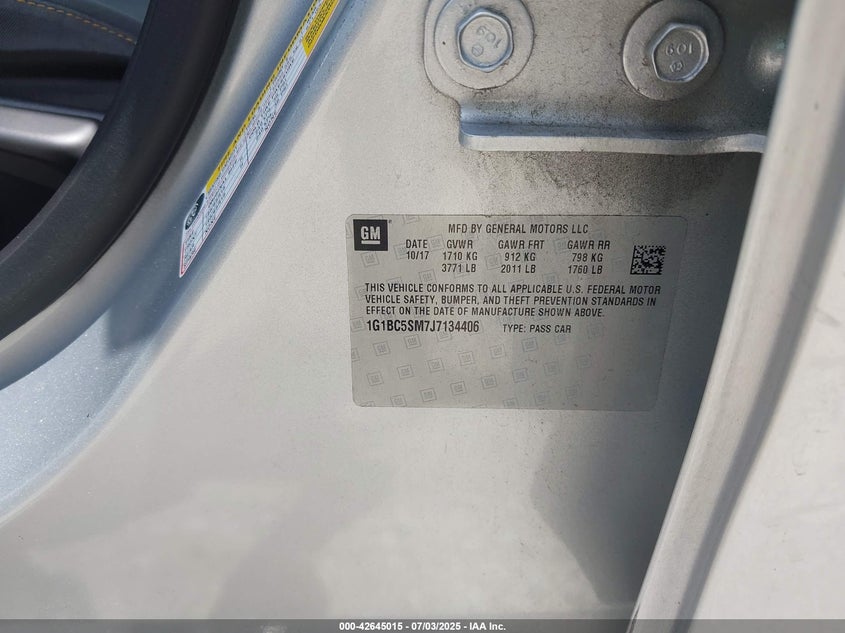 GM
MFD BY GENERAL MOTORS LLC
DATE GVWR GAWR FRT GAWR RR
10/17 1710 KG 912 KG 798 KG
3771 LB 2011 LB 1760 LB
THIS VEHICLE CONFORMS TO ALL APPLICABLE U.S. FEDERAL MOTOR
VEHICLE SAFETY, BUMPER, AND THEFT PREVENTION STANDARDS IN
EFFECT ON THE DATE OF MANUFACTURE SHOWN ABOVE.
1G1BC5SM7J7134406 TYPE: PASS CAR
000-42645015 - 07/03/2025 - IAA Inc.